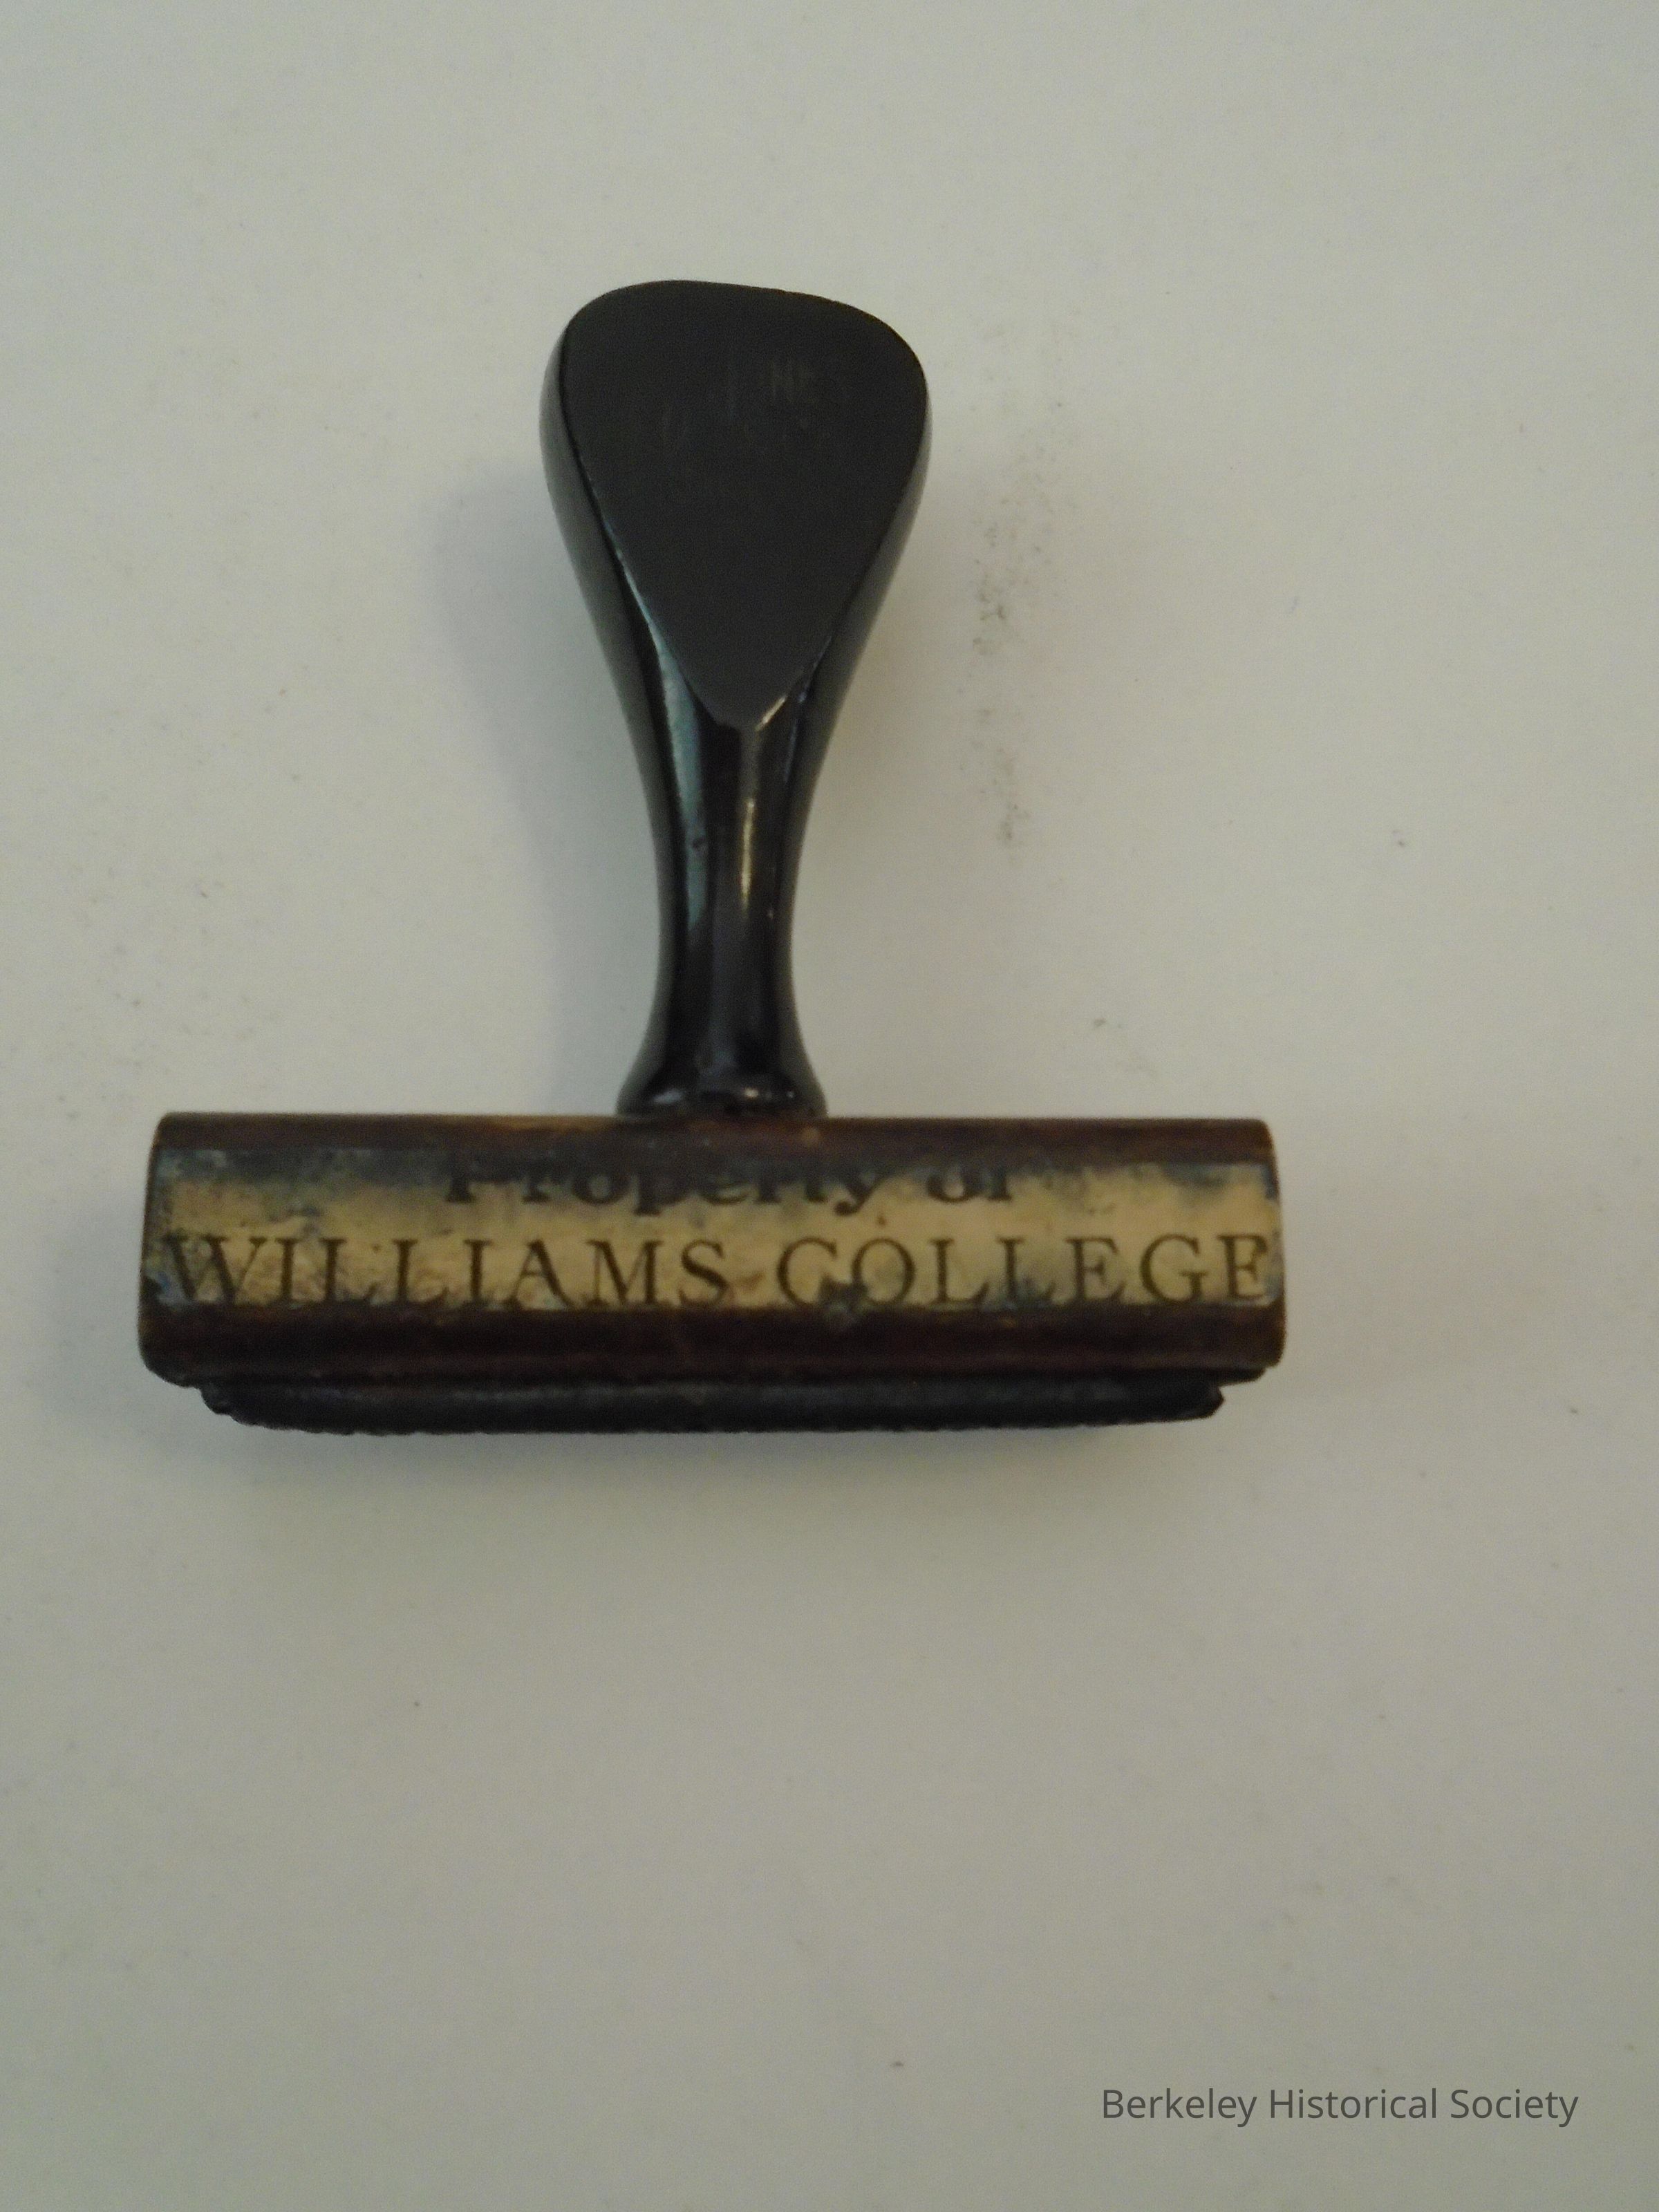 Property of
WILLIAMS COLLEGE
Berkeley Historical Society